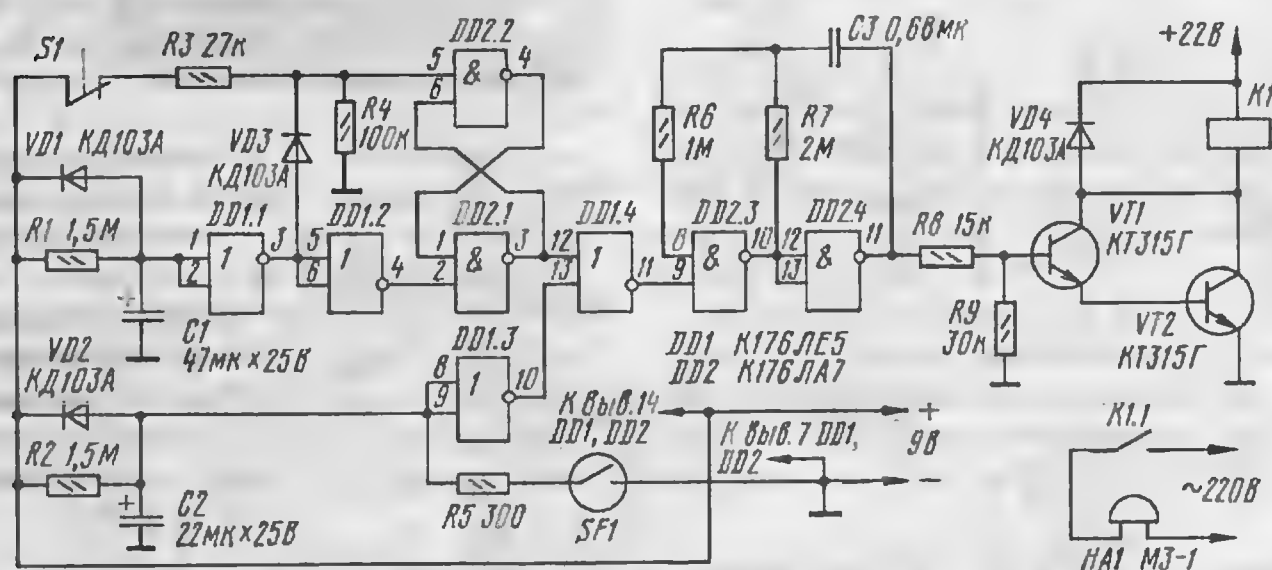 S1
R3 27к
DD2.2
5
6
&
4
C3 0,68мк
+22В
K1
VD1 КД103А
VD3
КД103А
R4
100к
R6
1М
R7
2М
VD4
КД103А
R1 1,5М
DD1.1
1
2
1
3
DD1.2
5
6
1
4
DD2.1
1
2
&
3
DD1.4
12
13
1
11
DD2.3
8
9
&
10
DD2.4
12
13
&
11
R8 15к
VT1
КТ315Г
+
C1
47мк×25В
VD2
КД103А
DD1.3
8
9
1
10
DD1 К176ЛЕ5
DD2 К176ЛА7
R9
30к
VT2
КТ315Г
К выв.14
DD1, DD2
К выв.7 DD1,
DD2
+
9В
−
K1.1
~220В
R2 1,5М
+
C2
22мк×25В
R5 300
SF1
HA1 МЗ-1